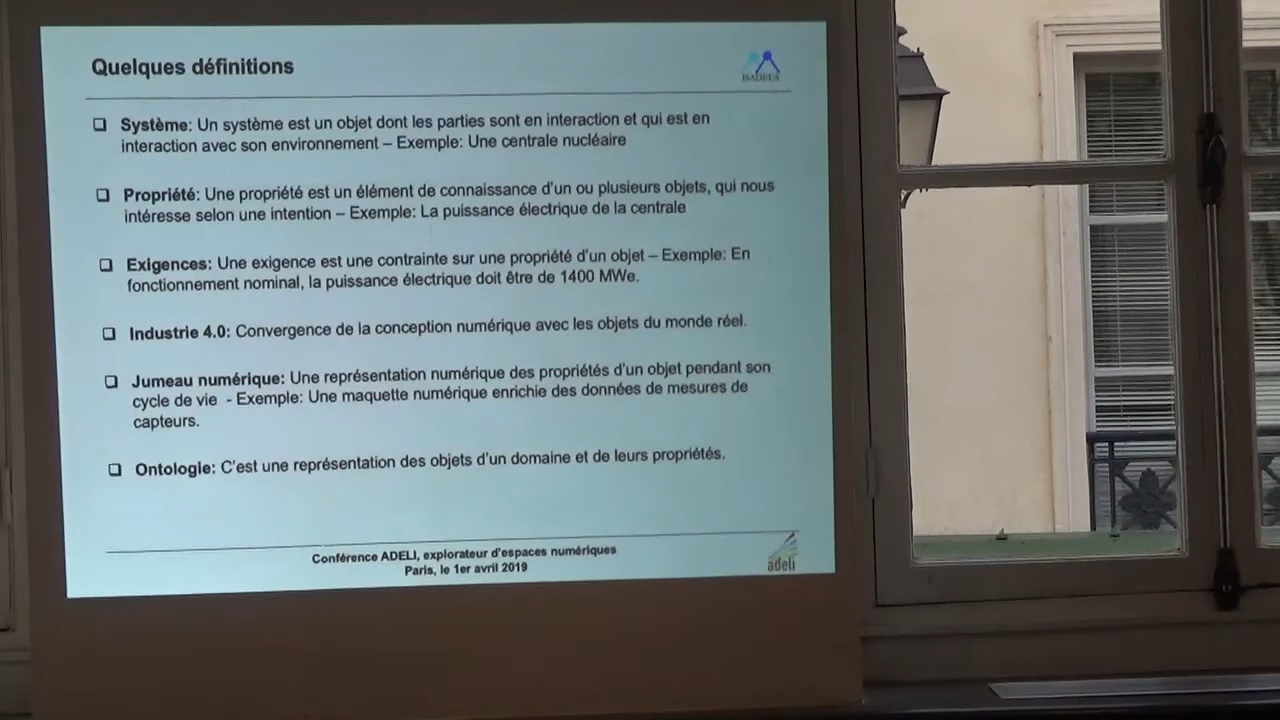 Quelques définitions
ISADEUS
❑ Système: Un système est un objet dont les parties sont en interaction et qui est en
interaction avec son environnement – Exemple: Une centrale nucléaire
❑ Propriété: Une propriété est un élément de connaissance d'un ou plusieurs objets, qui nous
intéresse selon une intention – Exemple: La puissance électrique de la centrale
❑ Exigences: Une exigence est une contrainte sur une propriété d'un objet – Exemple: En
fonctionnement nominal, la puissance électrique doit être de 1400 MWe.
❑ Industrie 4.0: Convergence de la conception numérique avec les objets du monde réel.
❑ Jumeau numérique: Une représentation numérique des propriétés d'un objet pendant son
cycle de vie - Exemple: Une maquette numérique enrichie des données de mesures de
capteurs.
❑ Ontologie: C'est une représentation des objets d'un domaine et de leurs propriétés.
Conférence ADELI, explorateur d'espaces numériques
Paris, le 1er avril 2019
adeli